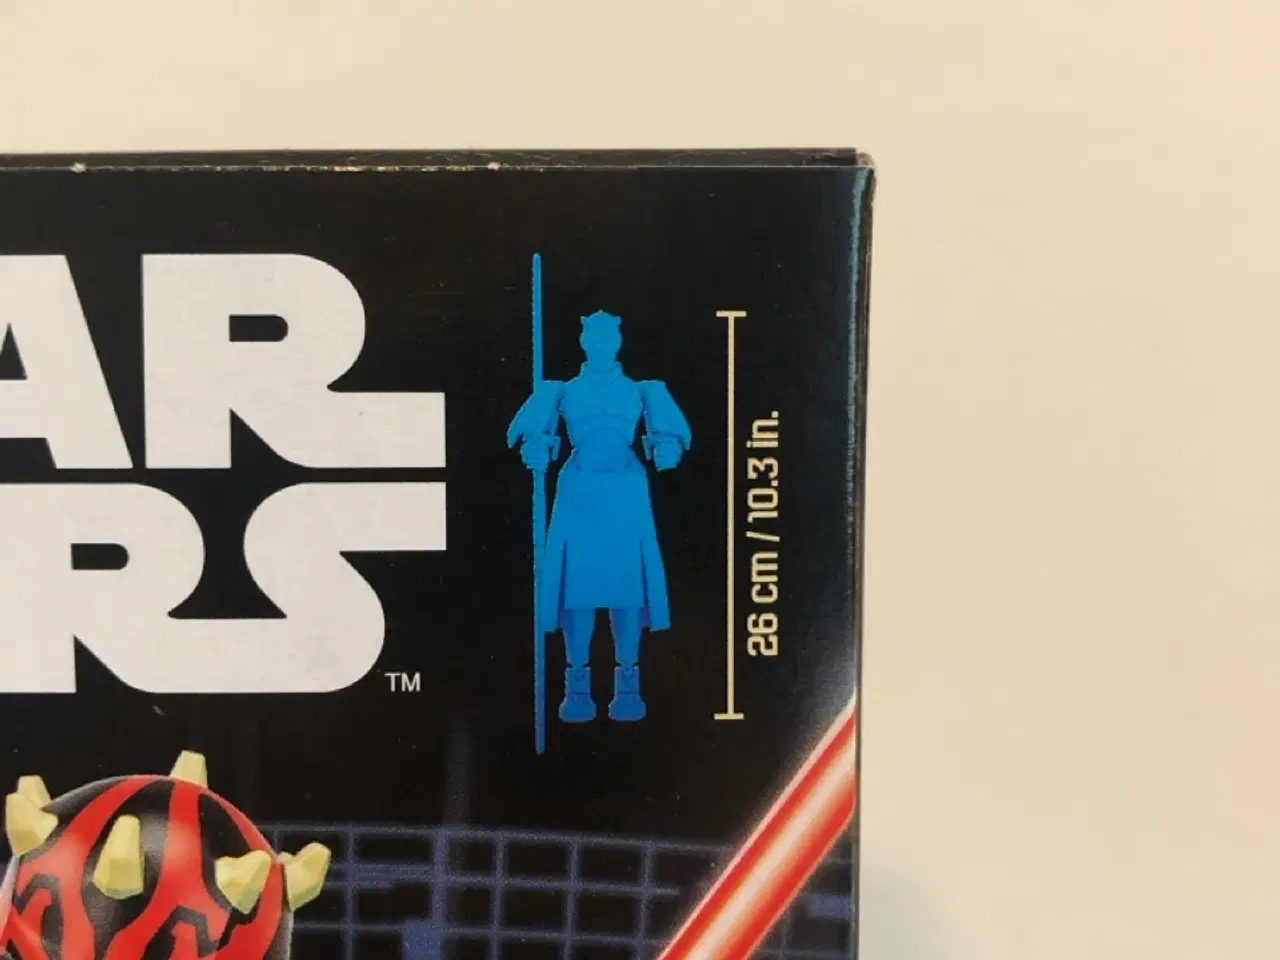 AR
RS
TM
26 cm / 10.3 in.